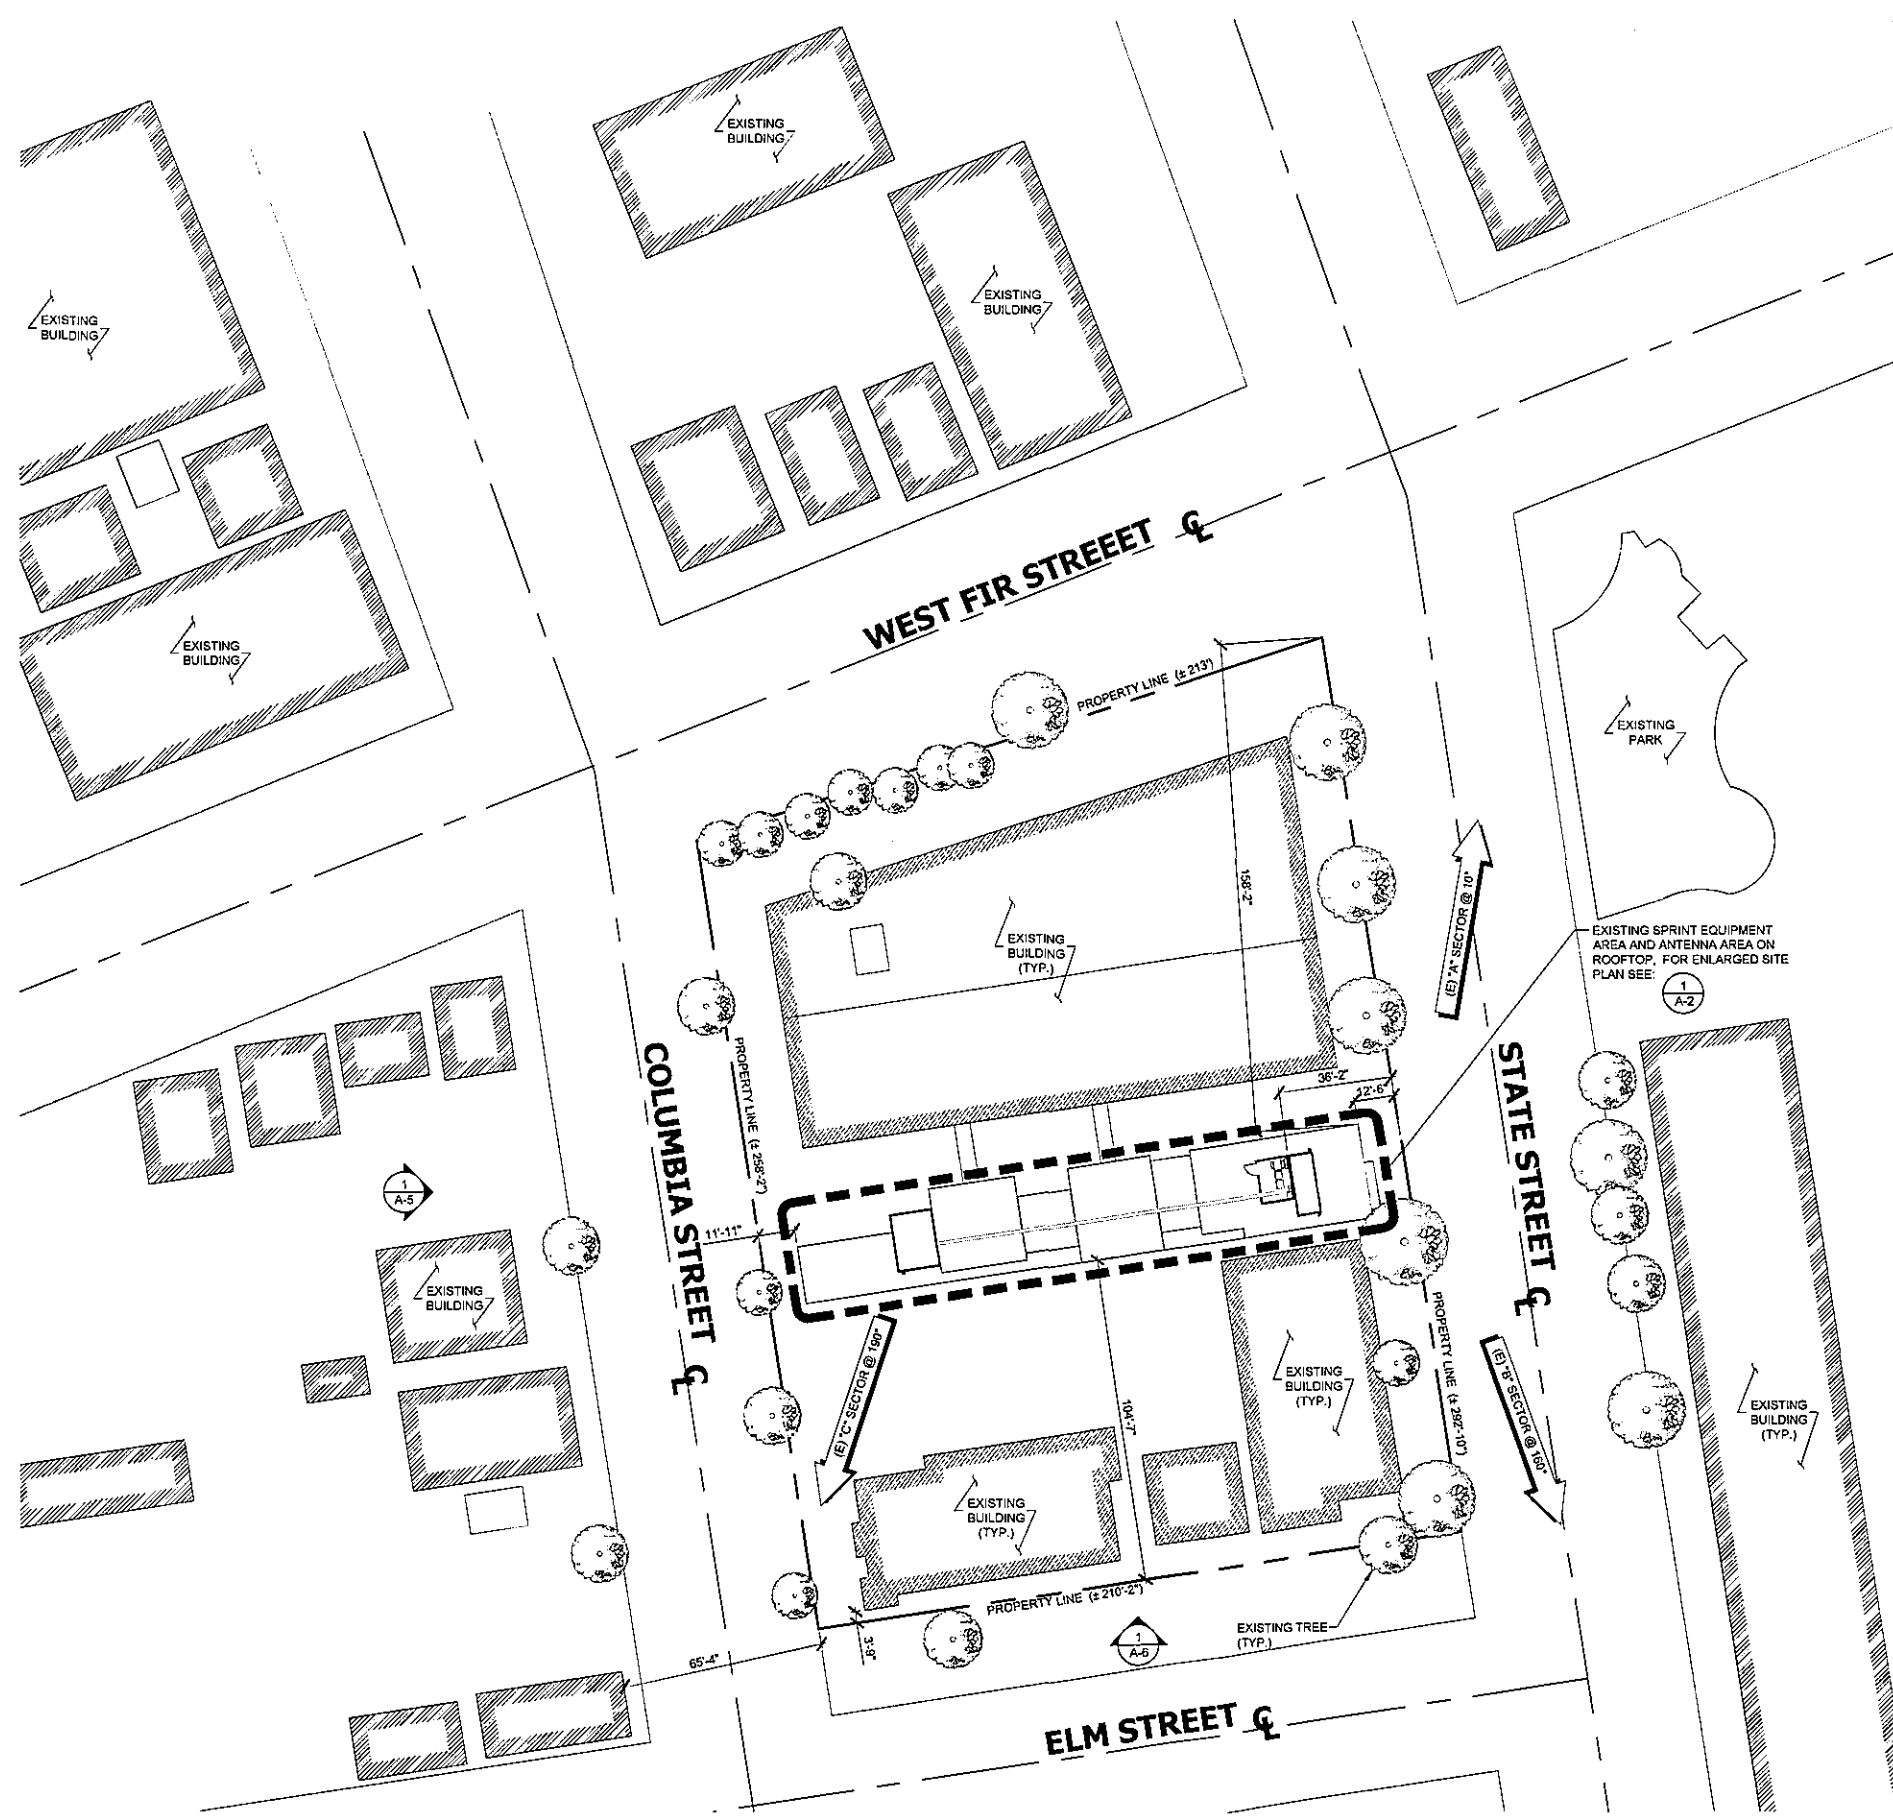 EXISTING
BUILDING
EXISTING
BUILDING
EXISTING
BUILDING
EXISTING
BUILDING
WEST FIR STREEET
CL
PROPERTY LINE (± 213')
EXISTING
PARK
158'-2"
(E) "A" SECTOR @ 10°
EXISTING SPRINT EQUIPMENT
AREA AND ANTENNA AREA ON
ROOFTOP, FOR ENLARGED SITE
PLAN SEE:
1
A-2
EXISTING
BUILDING
(TYP.)
COLUMBIA STREET
CL
PROPERTY LINE (± 258'-2")
STATE STREET
CL
36'-2"
12'-6"
1
A-5
11'-11"
EXISTING
BUILDING
(E) "C" SECTOR @ 190°
PROPERTY LINE (± 292'-10")
(E) "B" SECTOR @ 160°
EXISTING
BUILDING
(TYP.)
104'-7"
EXISTING
BUILDING
(TYP.)
EXISTING
BUILDING
(TYP.)
PROPERTY LINE (± 210'-2")
EXISTING TREE
(TYP.)
1
A-6
3'-9"
65'-4"
ELM STREET
CL